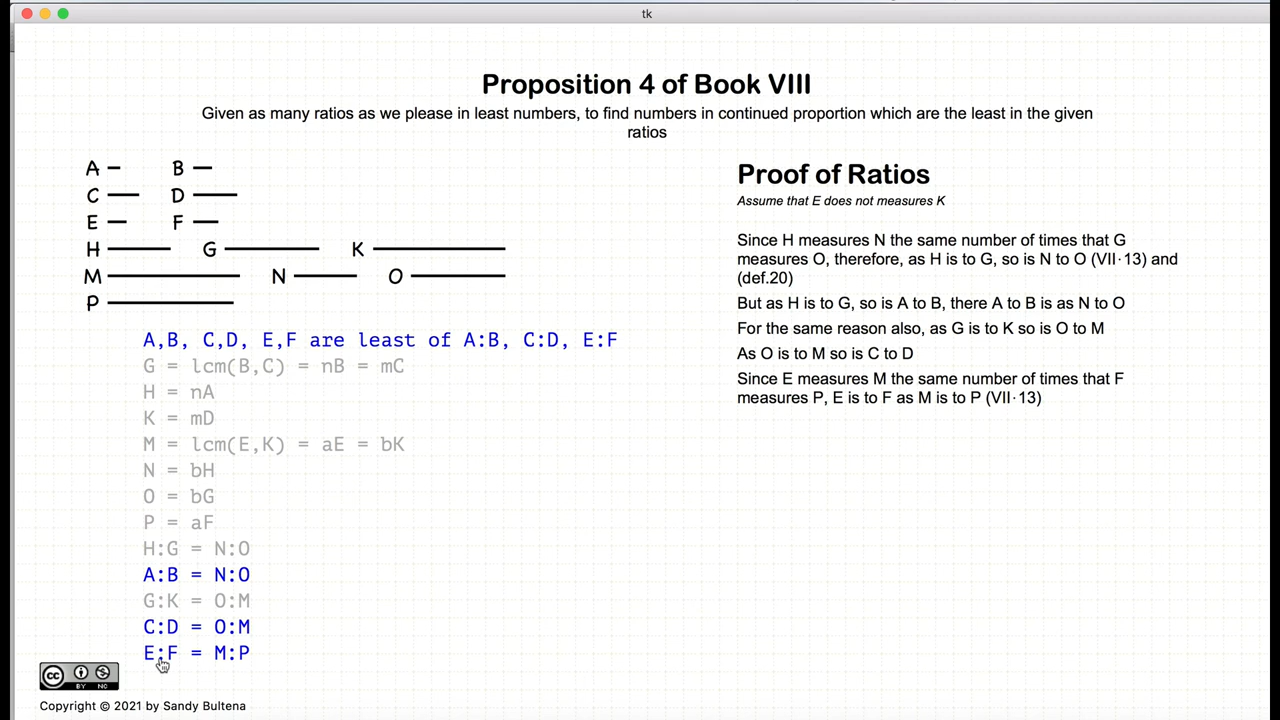 tk
Proposition 4 of Book VIII
Given as many ratios as we please in least numbers, to find numbers in continued proportion which are the least in the given
ratios
A B
C D
E F
H G K
M N O
P
A,B, C,D, E,F are least of A:B, C:D, E:F
G = lcm(B,C) = nB = mC
H = nA
K = mD
M = lcm(E,K) = aE = bK
N = bH
O = bG
P = aF
H:G = N:O
A:B = N:O
G:K = O:M
C:D = O:M
E:F = M:P
Proof of Ratios
Assume that E does not measures K
Since H measures N the same number of times that G
measures O, therefore, as H is to G, so is N to O (VII·13) and
(def.20)
But as H is to G, so is A to B, there A to B is as N to O
For the same reason also, as G is to K so is O to M
As O is to M so is C to D
Since E measures M the same number of times that F
measures P, E is to F as M is to P (VII·13)
cc
BY NC
Copyright © 2021 by Sandy Bultena